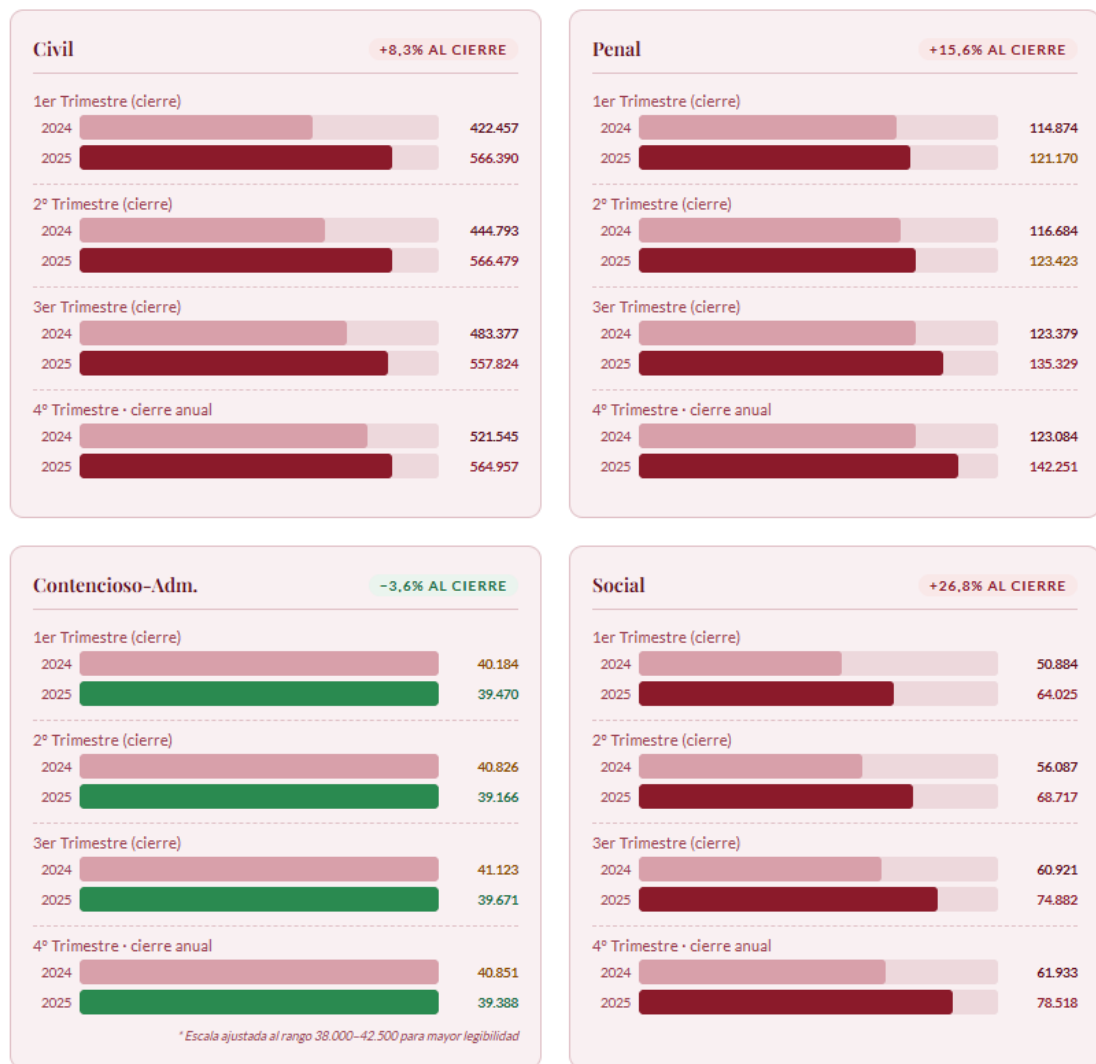 Civil
+8,3% AL CIERRE
1er Trimestre (cierre)
2024 422.457
2025 566.390
2º Trimestre (cierre)
2024 444.793
2025 566.479
3er Trimestre (cierre)
2024 483.377
2025 557.824
4º Trimestre · cierre anual
2024 521.545
2025 564.957
Penal
+15,6% AL CIERRE
1er Trimestre (cierre)
2024 114.874
2025 121.170
2º Trimestre (cierre)
2024 116.684
2025 123.423
3er Trimestre (cierre)
2024 123.379
2025 135.329
4º Trimestre · cierre anual
2024 123.084
2025 142.251
Contencioso-Adm.
−3,6% AL CIERRE
1er Trimestre (cierre)
2024 40.184
2025 39.470
2º Trimestre (cierre)
2024 40.826
2025 39.166
3er Trimestre (cierre)
2024 41.123
2025 39.671
4º Trimestre · cierre anual
2024 40.851
2025 39.388
* Escala ajustada al rango 38.000–42.500 para mayor legibilidad
Social
+26,8% AL CIERRE
1er Trimestre (cierre)
2024 50.884
2025 64.025
2º Trimestre (cierre)
2024 56.087
2025 68.717
3er Trimestre (cierre)
2024 60.921
2025 74.882
4º Trimestre · cierre anual
2024 61.933
2025 78.518